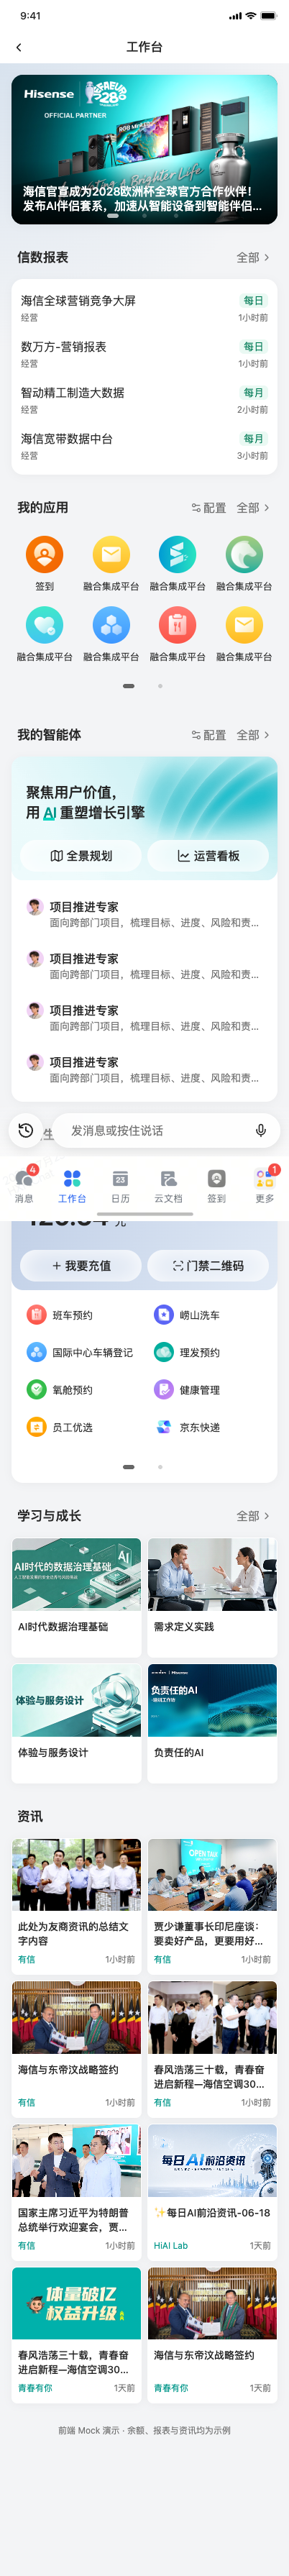 9:41
工作台
Hisense
OFFICIAL PARTNER
海信官宣成为2028欧洲杯全球官方合作伙伴！
发布AI伴侣套系，加速从智能设备到智能伴侣...
信数报表
全部
海信全球营销竞争大屏
每日
经营
1小时前
数万方-营销报表
每日
经营
1小时前
智动精工制造大数据
每月
经营
2小时前
海信宽带数据中台
每月
经营
3小时前
我的应用
配置
全部
签到
融合集成平台
融合集成平台
融合集成平台
融合集成平台
融合集成平台
融合集成平台
融合集成平台
我的智能体
配置
全部
聚焦用户价值，
用 AI 重塑增长引擎
全景规划
运营看板
项目推进专家
面向跨部门项目，梳理目标、进度、风险和责...
项目推进专家
面向跨部门项目，梳理目标、进度、风险和责...
项目推进专家
面向跨部门项目，梳理目标、进度、风险和责...
项目推进专家
面向跨部门项目，梳理目标、进度、风险和责...
生
发消息或按住说话
4
23
1
消息
工作台
日历
云文档
签到
更多
元
我要充值
门禁二维码
班车预约
崂山洗车
国际中心车辆登记
理发预约
氧舱预约
健康管理
员工优选
京东快递
学习与成长
全部
AI时代的数据治理基础
AI
AI时代数据治理基础
需求定义实践
体验与服务设计
体验与服务设计
Hisense
负责任的AI
负责任的AI
资讯
此处为友商资讯的总结文
字内容
有信
1小时前
OPEN TALK
贾少谦董事长印尼座谈：
要卖好产品，更要用好...
有信
1小时前
海信与东帝汶战略签约
有信
1小时前
春风浩荡三十载，青春奋
进启新程—海信空调30...
有信
1小时前
国家主席习近平为特朗普
总统举行欢迎宴会，贾...
有信
1小时前
每日AI前沿资讯
✨每日AI前沿资讯-06-18
HiAI Lab
1天前
体量破亿
权益升级
春风浩荡三十载，青春奋
进启新程—海信空调30...
青春有你
1天前
海信与东帝汶战略签约
青春有你
1天前
前端 Mock 演示 · 余额、报表与资讯均为示例